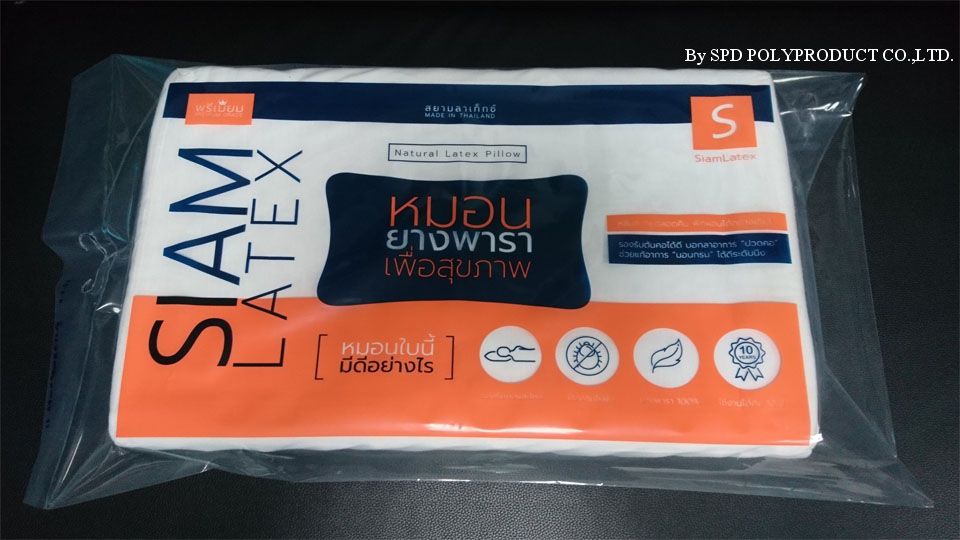 By SPD POLYPRODUCT CO.,LTD.
พรีเมียม
PREMIUM GRADE
สยามลาเท็กซ์
MADE IN THAILAND
S
SiamLatex
SIAM
LATEX
Natural Latex Pillow
หมอน
ยางพารา
เพื่อสุขภาพ
รองรับต้นคอได้ดี บอกลาอาการ "ปวดคอ"
ช่วยแก้อาการ "นอนกรน" ได้ดีระดับหนึ่ง
หมอนใบนี้
มีดีอย่างไร
10
YEARS
100%